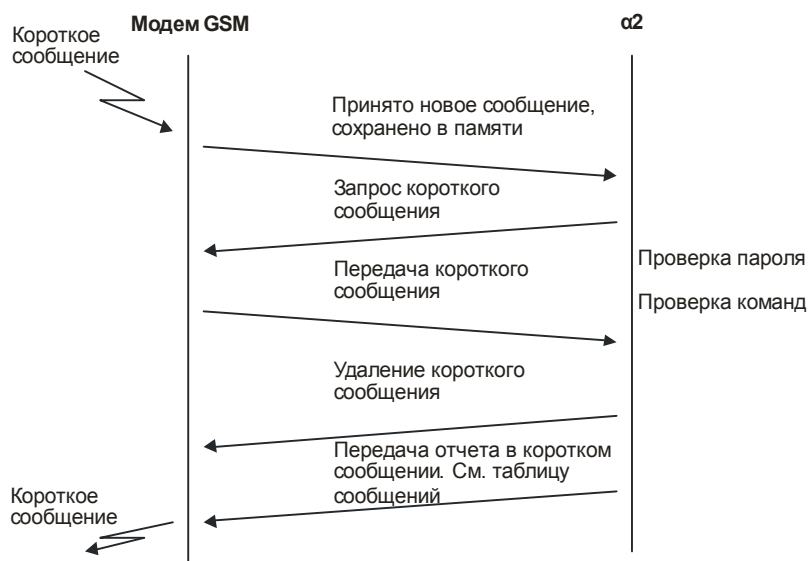 Модем GSM
α2
Короткое
сообщение
Принято новое сообщение,
сохранено в памяти
Запрос короткого
сообщения
Проверка пароля
Передача короткого
сообщения
Проверка команд
Удаление короткого
сообщения
Передача отчета в коротком
сообщении. См. таблицу
сообщений
Короткое
сообщение